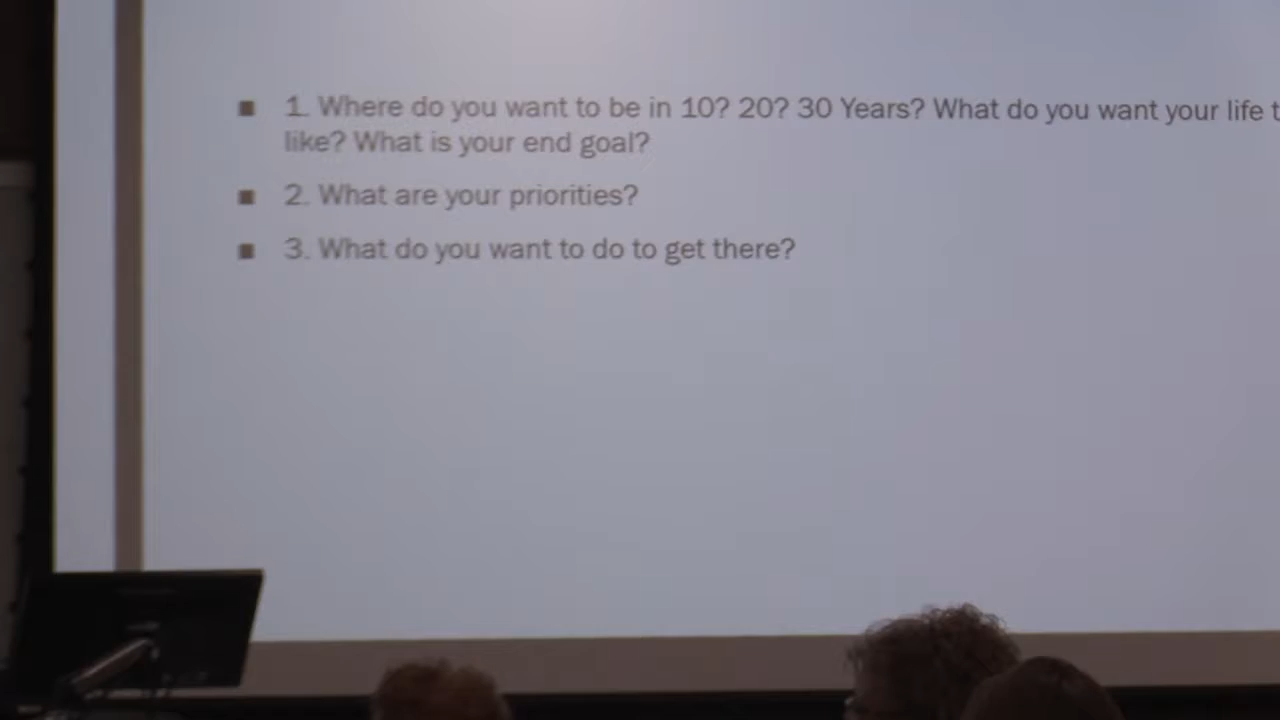 ■ 1. Where do you want to be in 10? 20? 30 Years? What do you want your life
like? What is your end goal?
■ 2. What are your priorities?
■ 3. What do you want to do to get there?